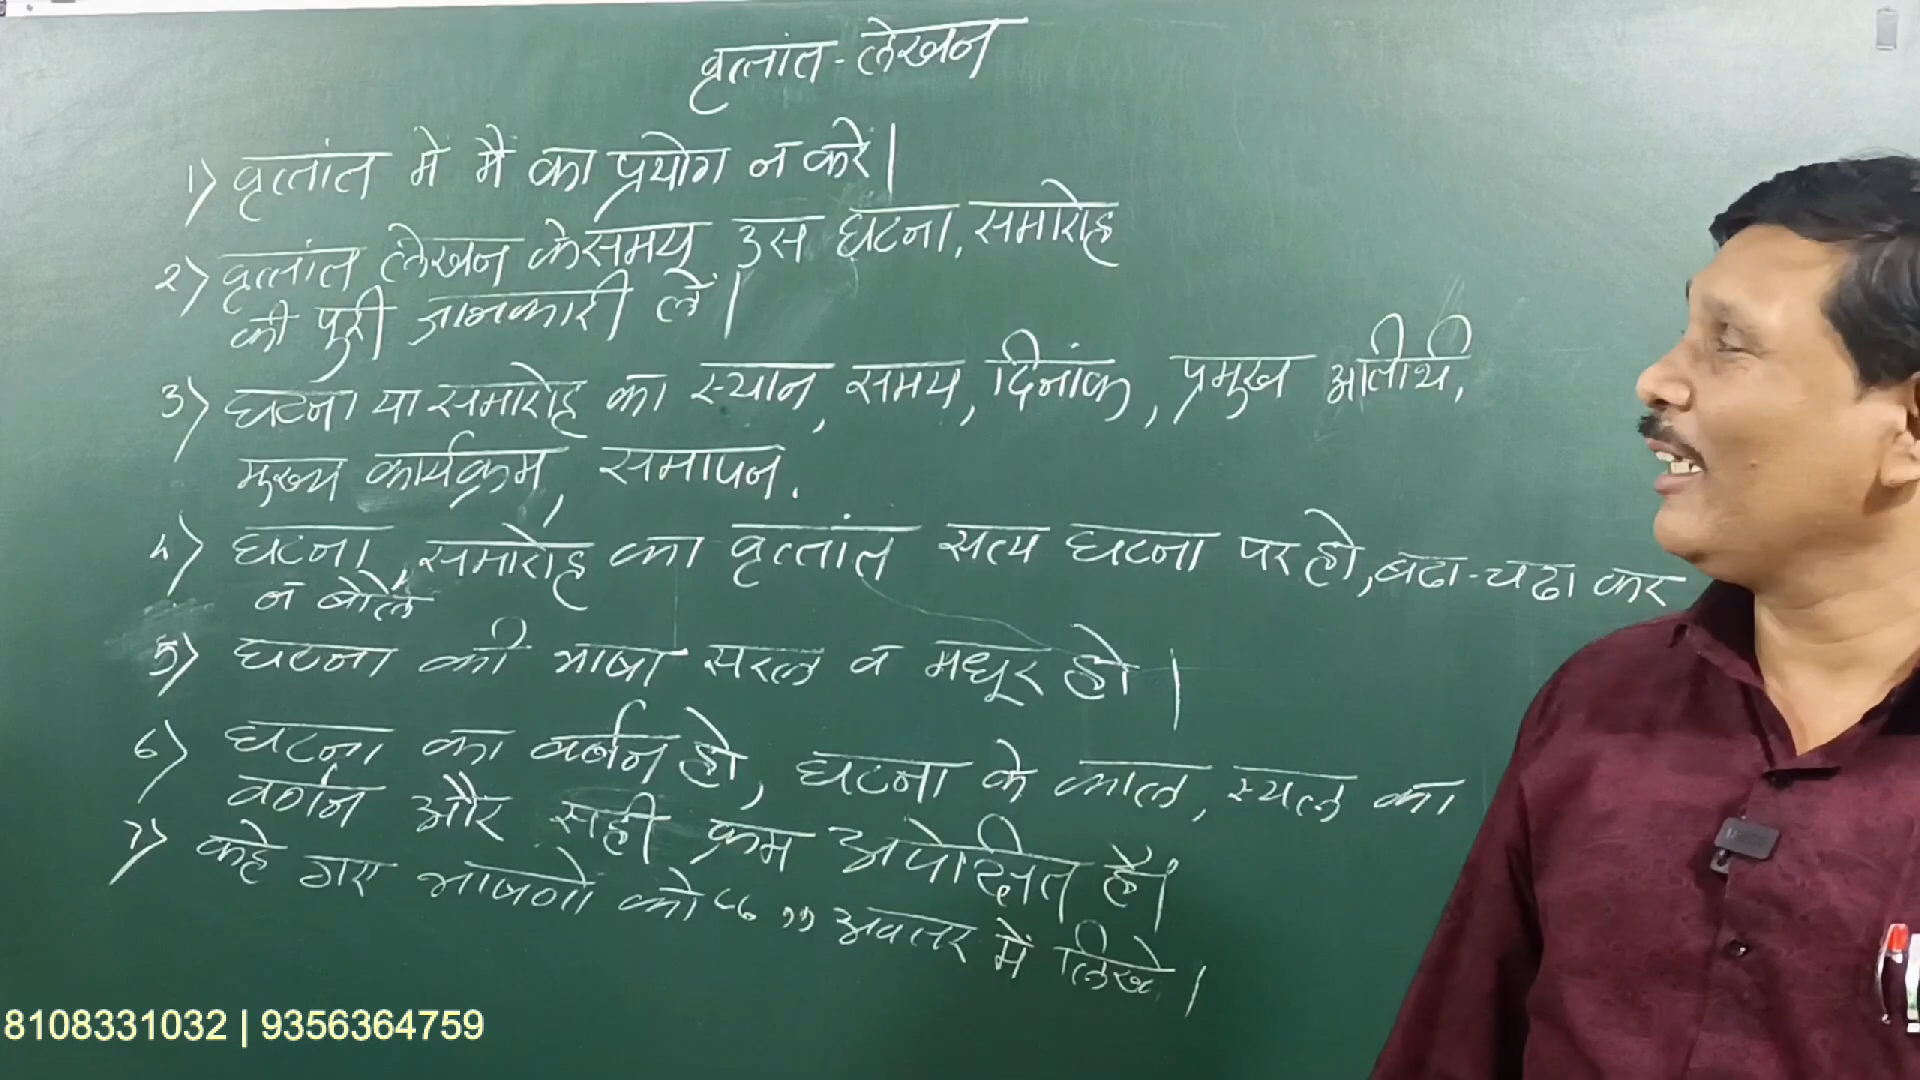 वृत्तांत-लेखन
1) वृत्तांत में मैं का प्रयोग न करें|
2) वृत्तांत लेखन के समय उस घटना, समारोह
की पुरी जानकारी लें|
3) घटना या समारोह का स्थान, समय, दिनांक, प्रमुख अतीथी,
मुख्य कार्यक्रम, समापन.
4) घटना, समारोह का वृत्तांत सत्य घटना पर हो, बढा-चढा कर
न बोलें
5) घटना की भाषा सरल व मधूर हो|
6) घटना का वर्णन हो, घटना के काल, स्थल का
वर्णन और सही क्रम अपेक्षित हैं।
7) कहे गए भाषणों को “ ” अवतर में लिखें|
8108331032 | 9356364759